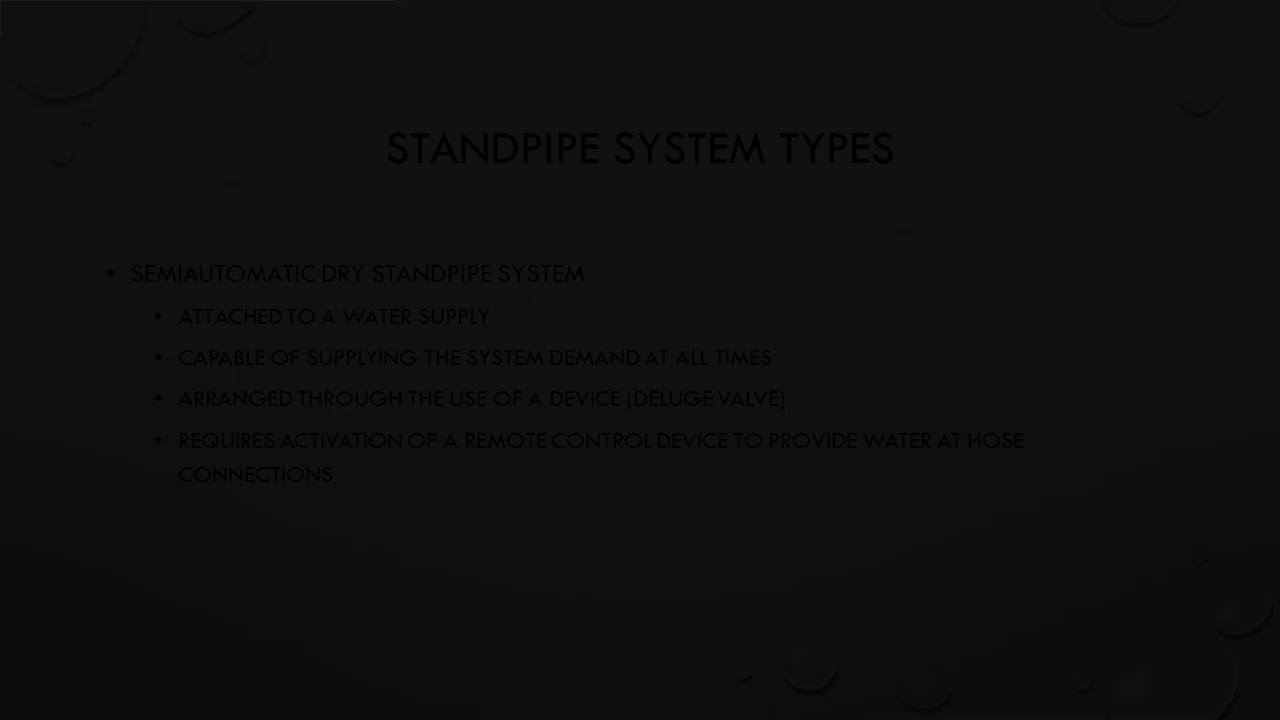 STANDPIPE SYSTEM TYPES
• SEMIAUTOMATIC DRY STANDPIPE SYSTEM
• ATTACHED TO A WATER SUPPLY
• CAPABLE OF SUPPLYING THE SYSTEM DEMAND AT ALL TIMES
• ARRANGED THROUGH THE USE OF A DEVICE (DELUGE VALVE)
• REQUIRES ACTIVATION OF A REMOTE CONTROL DEVICE TO PROVIDE WATER AT HOSE
CONNECTIONS